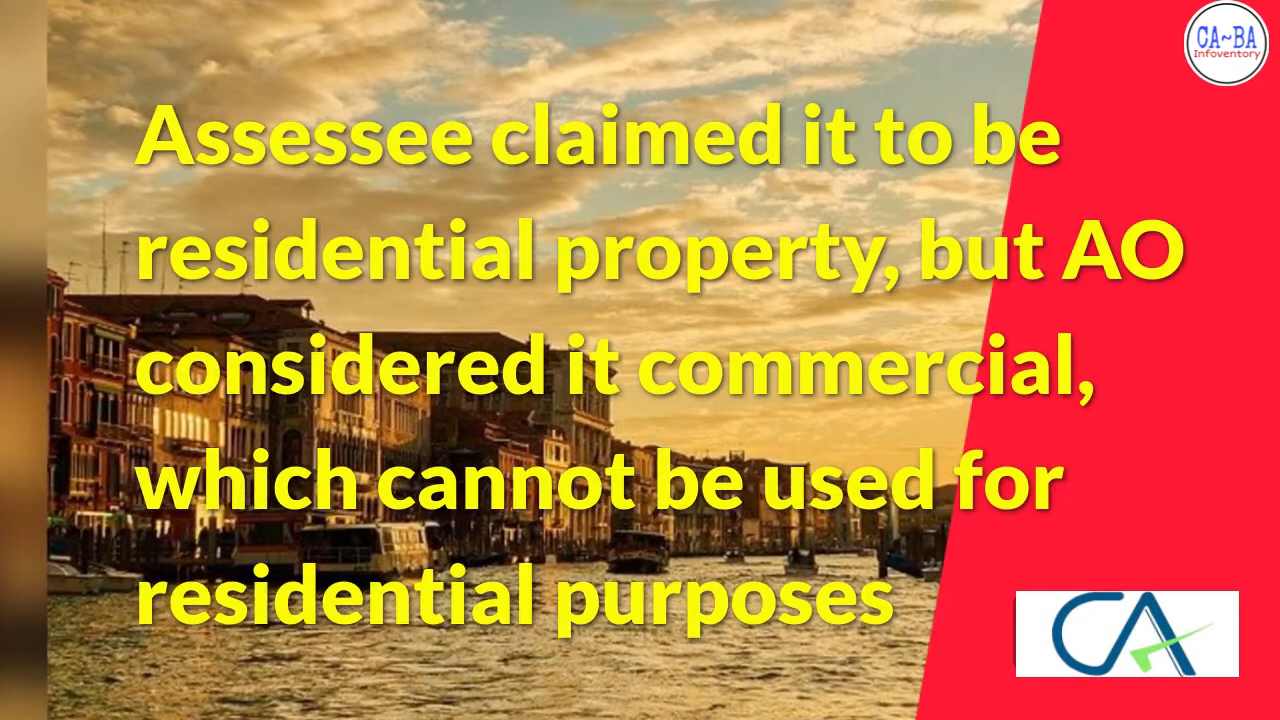 CA~BA
Infoventory
Assessee claimed it to be
residential property, but AO
considered it commercial,
which cannot be used for
residential purposes
CA